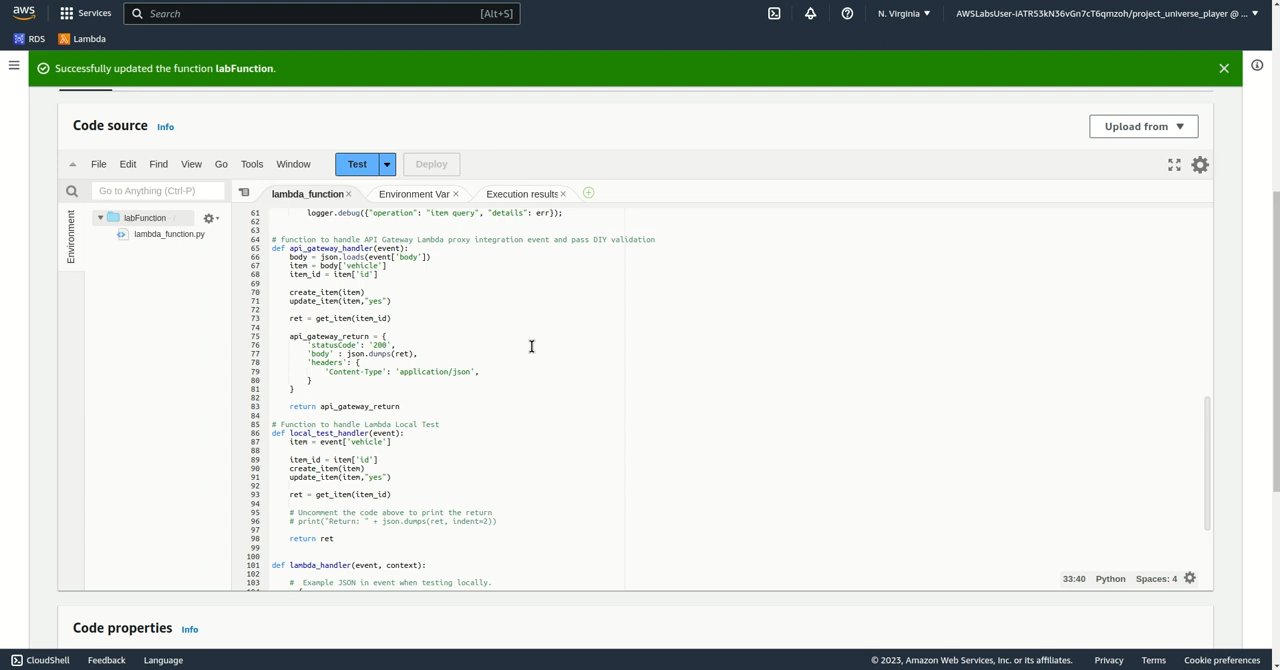 aws
Services
Search
[Alt+S]
N. Virginia
AWSLabsUser-iATR53kN36vGn7cT6qmzoh/project_universe_player @ ...
RDS
Lambda
Successfully updated the function labFunction.
Code source
Info
Upload from
File Edit Find View Go Tools Window
Test
Deploy
Go to Anything (Ctrl-P)
lambda_function
Environment Var
Execution results
Environment
labFunction - /
lambda_function.py
61 logger.debug({"operation": "item query", "details": err});
62
63
64 # function to handle API Gateway Lambda proxy integration event and pass DIY validation
65 def api_gateway_handler(event):
66 body = json.loads(event['body'])
67 item = body['vehicle']
68 item_id = item['id']
69
70 create_item(item)
71 update_item(item,"yes")
72
73 ret = get_item(item_id)
74
75 api_gateway_return = {
76 'statusCode': '200',
77 'body' : json.dumps(ret),
78 'headers': {
79 'Content-Type': 'application/json',
80 }
81 }
82
83 return api_gateway_return
84
85 # Function to handle Lambda Local Test
86 def local_test_handler(event):
87 item = event['vehicle']
88
89 item_id = item['id']
90 create_item(item)
91 update_item(item,"yes")
92
93 ret = get_item(item_id)
94
95 # Uncomment the code above to print the return
96 # print("Return: " + json.dumps(ret, indent=2))
97
98 return ret
99
100
101 def lambda_handler(event, context):
102
103 # Example JSON in event when testing locally.
33:40 Python Spaces: 4
Code properties
Info
CloudShell
Feedback
Language
© 2023, Amazon Web Services, Inc. or its affiliates.
Privacy
Terms
Cookie preferences